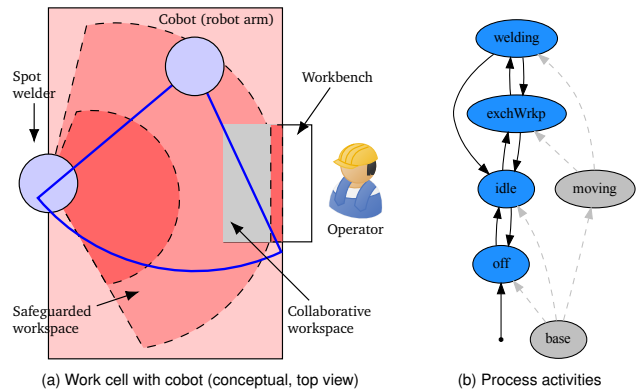 Cobot (robot arm)
Spot
welder
Workbench
Operator
Safeguarded
workspace
Collaborative
workspace
(a) Work cell with cobot (conceptual, top view)
welding
exchWrkp
idle
moving
off
base
(b) Process activities